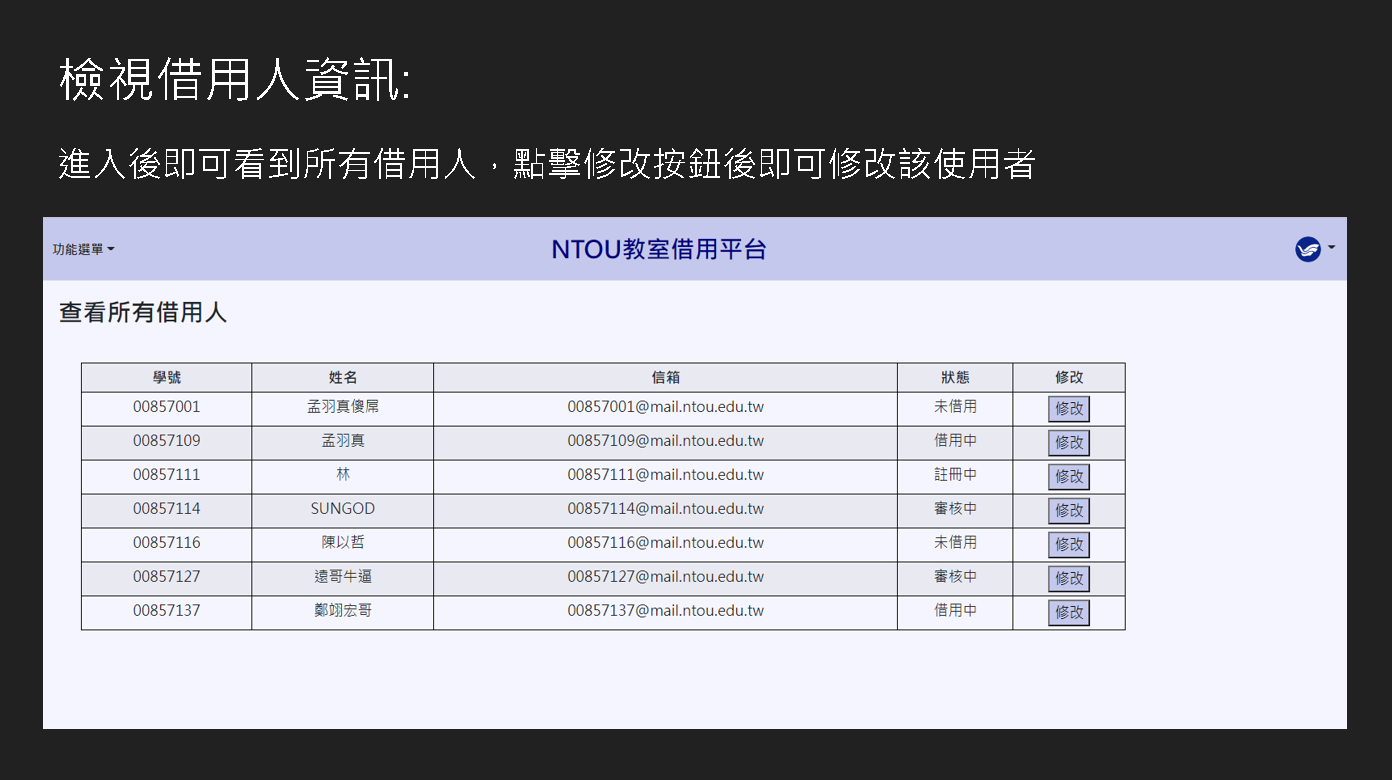 檢視借用人資訊:
進入後即可看到所有借用人，點擊修改按鈕後即可修改該使用者
功能選單 NTOU教室借用平台
查看所有借用人
學號 姓名 信箱 狀態 修改
00857001 孟羽真傻屌 00857001@mail.ntou.edu.tw 未借用 修改
00857109 孟羽真 00857109@mail.ntou.edu.tw 借用中 修改
00857111 林 00857111@mail.ntou.edu.tw 註冊中 修改
00857114 SUNGOD 00857114@mail.ntou.edu.tw 審核中 修改
00857116 陳以哲 00857116@mail.ntou.edu.tw 未借用 修改
00857127 遠哥牛逼 00857127@mail.ntou.edu.tw 審核中 修改
00857137 鄭翊宏哥 00857137@mail.ntou.edu.tw 借用中 修改